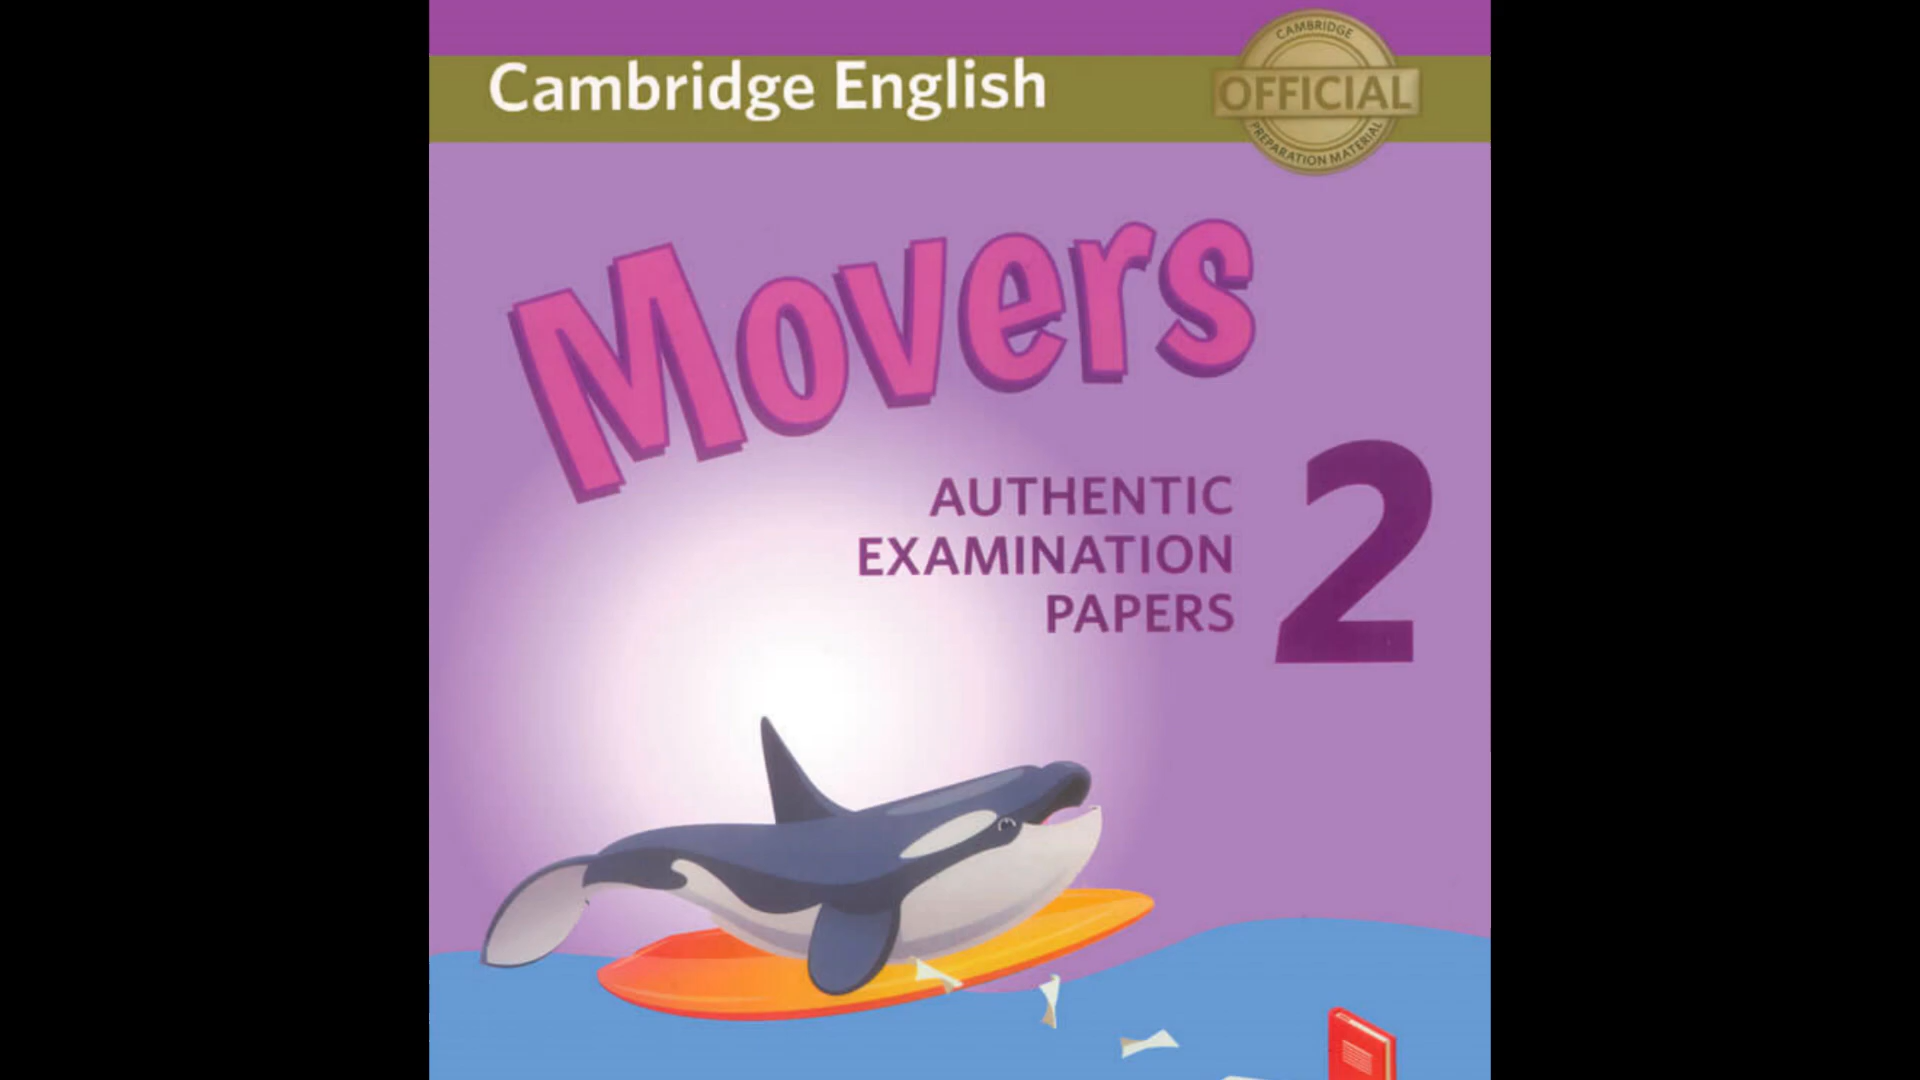 Cambridge English
CAMBRIDGE
OFFICIAL
PREPARATION MATERIAL
Movers
AUTHENTIC
EXAMINATION
PAPERS
2